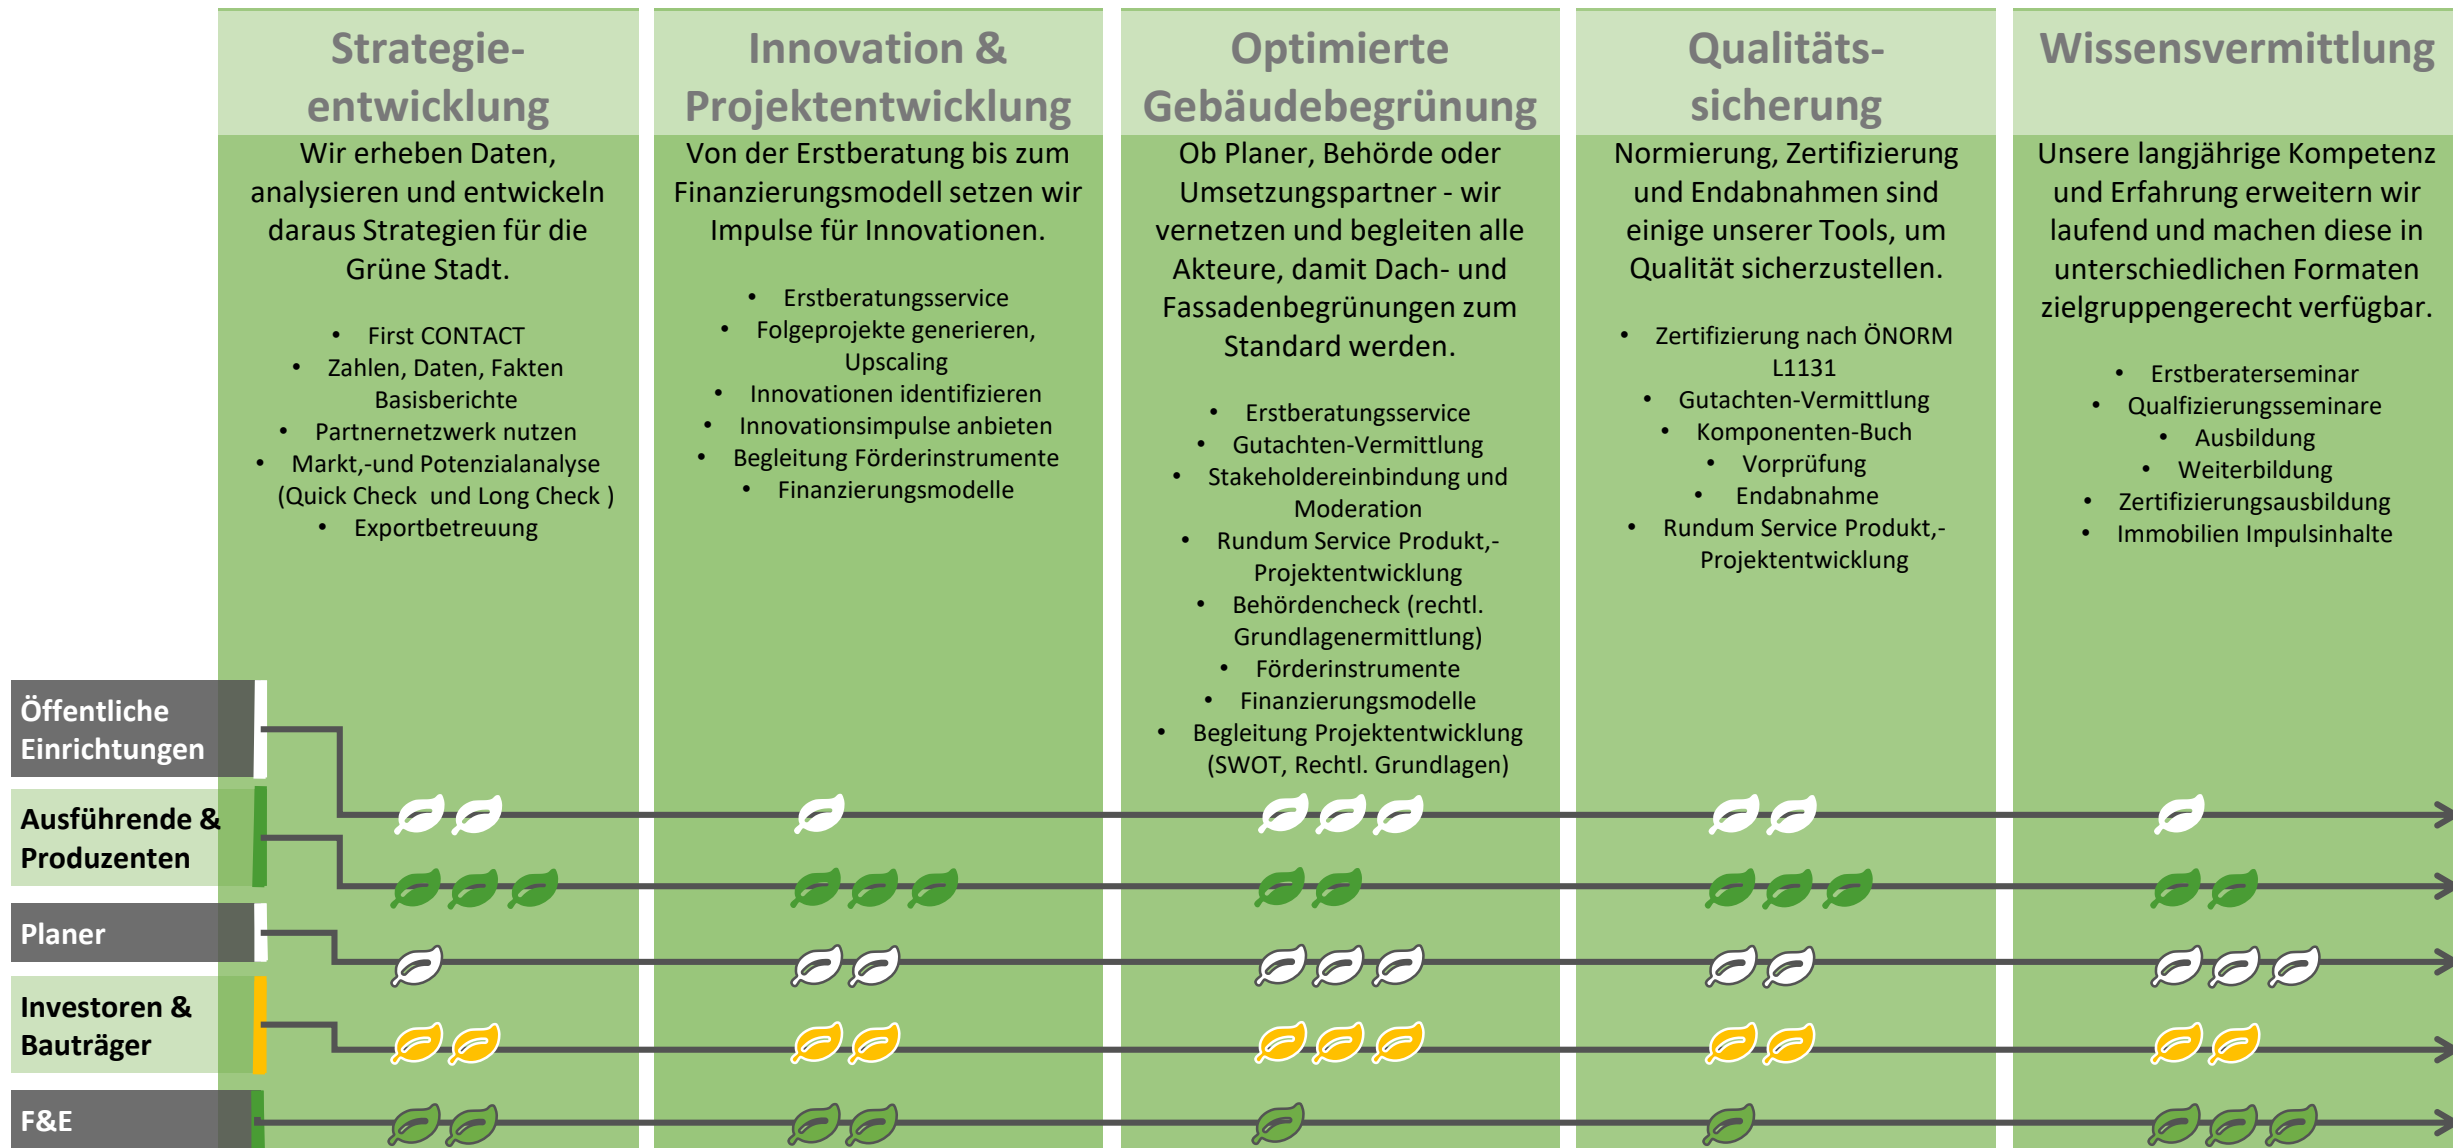 Strategie-
entwicklung
Wir erheben Daten,
analysieren und entwickeln
daraus Strategien für die
Grüne Stadt.
• First CONTACT
• Zahlen, Daten, Fakten
Basisberichte
• Partnernetzwerk nutzen
• Markt,-und Potenzialanalyse
(Quick Check und Long Check )
• Exportbetreuung
Innovation &
Projektentwicklung
Von der Erstberatung bis zum
Finanzierungsmodell setzen wir
Impulse für Innovationen.
• Erstberatungsservice
• Folgeprojekte generieren,
Upscaling
• Innovationen identifizieren
• Innovationsimpulse anbieten
• Begleitung Förderinstrumente
• Finanzierungsmodelle
Optimierte
Gebäudebegrünung
Ob Planer, Behörde oder
Umsetzungspartner - wir
vernetzen und begleiten alle
Akteure, damit Dach- und
Fassadenbegrünungen zum
Standard werden.
• Erstberatungsservice
• Gutachten-Vermittlung
• Stakeholdereinbindung und
Moderation
• Rundum Service Produkt,-
Projektentwicklung
• Behördencheck (rechtl.
Grundlagenermittlung)
• Förderinstrumente
• Finanzierungsmodelle
• Begleitung Projektentwicklung
(SWOT, Rechtl. Grundlagen)
Qualitäts-
sicherung
Normierung, Zertifizierung
und Endabnahmen sind
einige unserer Tools, um
Qualität sicherzustellen.
• Zertifizierung nach ÖNORM
L1131
• Gutachten-Vermittlung
• Komponenten-Buch
• Vorprüfung
• Endabnahme
• Rundum Service Produkt,-
Projektentwicklung
Wissensvermittlung
Unsere langjährige Kompetenz
und Erfahrung erweitern wir
laufend und machen diese in
unterschiedlichen Formaten
zielgruppengerecht verfügbar.
• Erstberaterseminar
• Qualfizierungsseminare
• Ausbildung
• Weiterbildung
• Zertifizierungsausbildung
• Immobilien Impulsinhalte
Öffentliche
Einrichtungen
Ausführende &
Produzenten
Planer
Investoren &
Bauträger
F&E